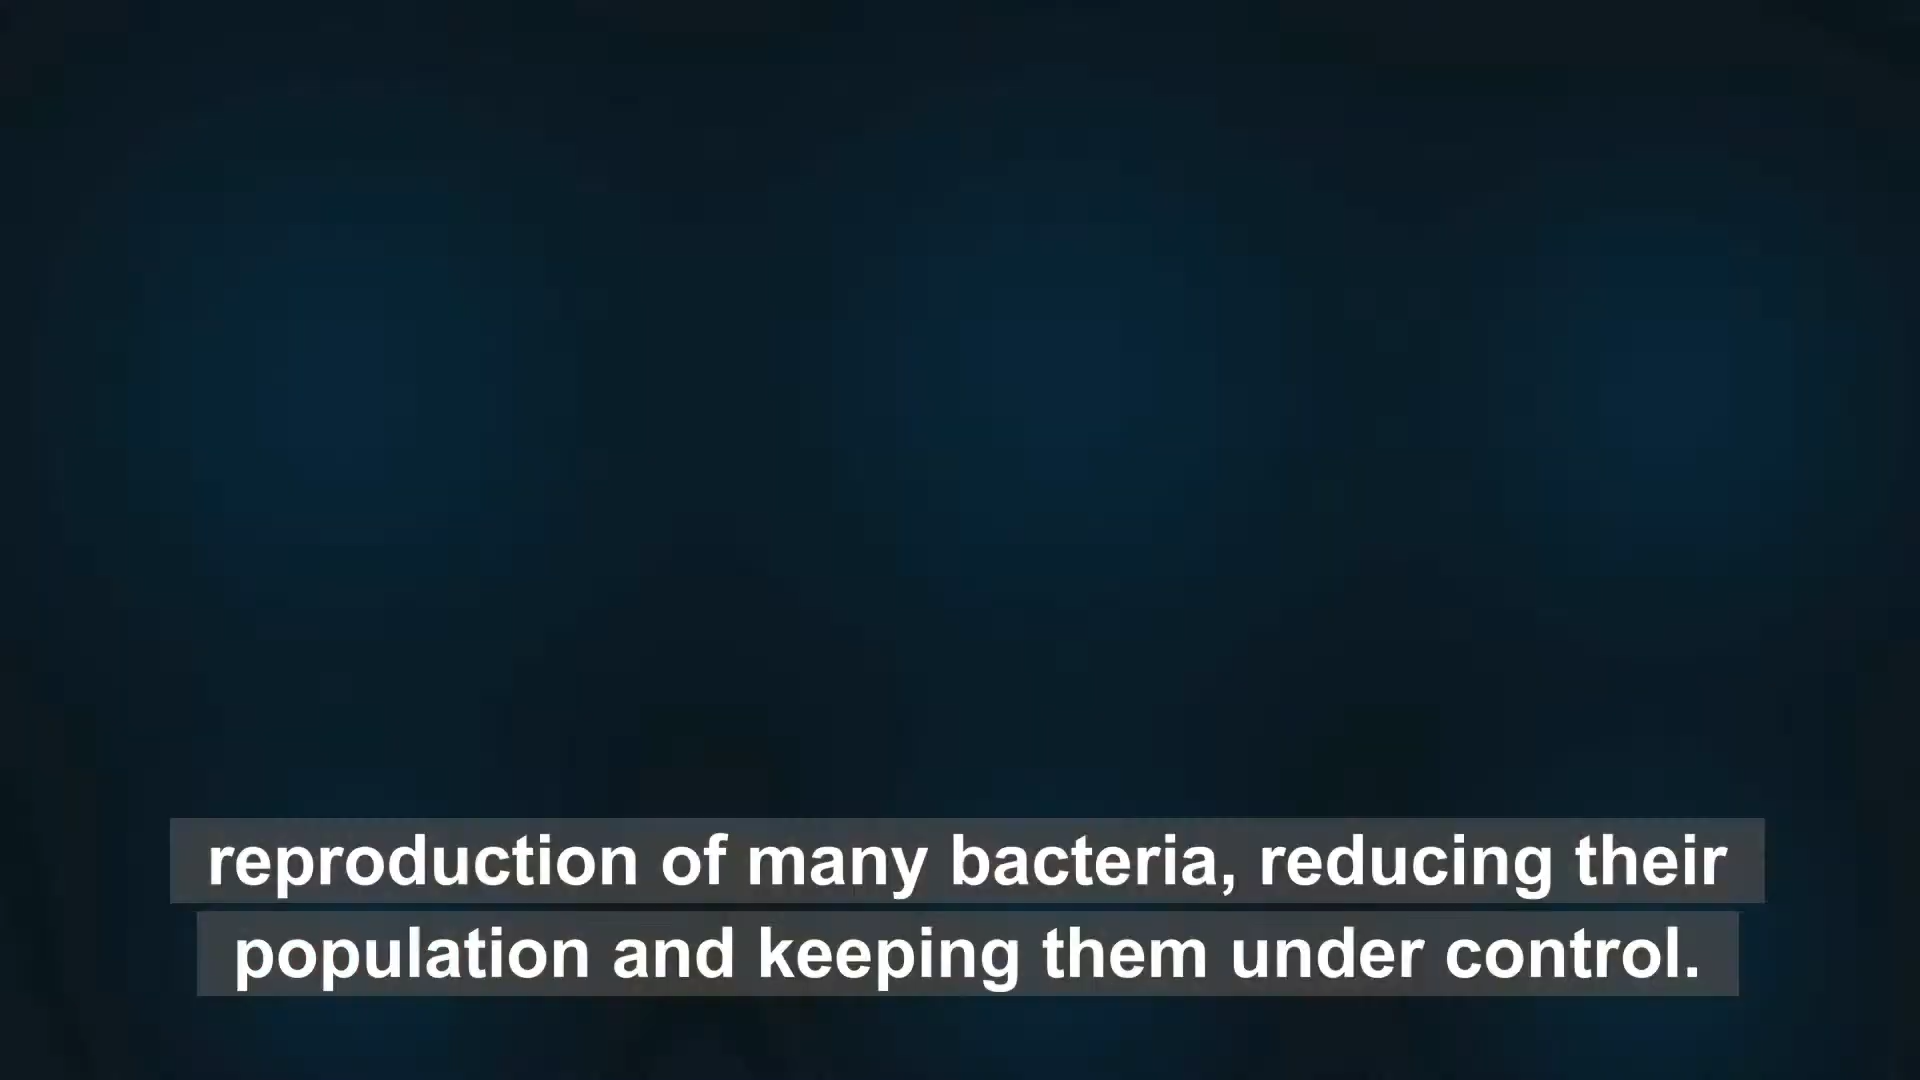 reproduction of many bacteria, reducing their
population and keeping them under control.